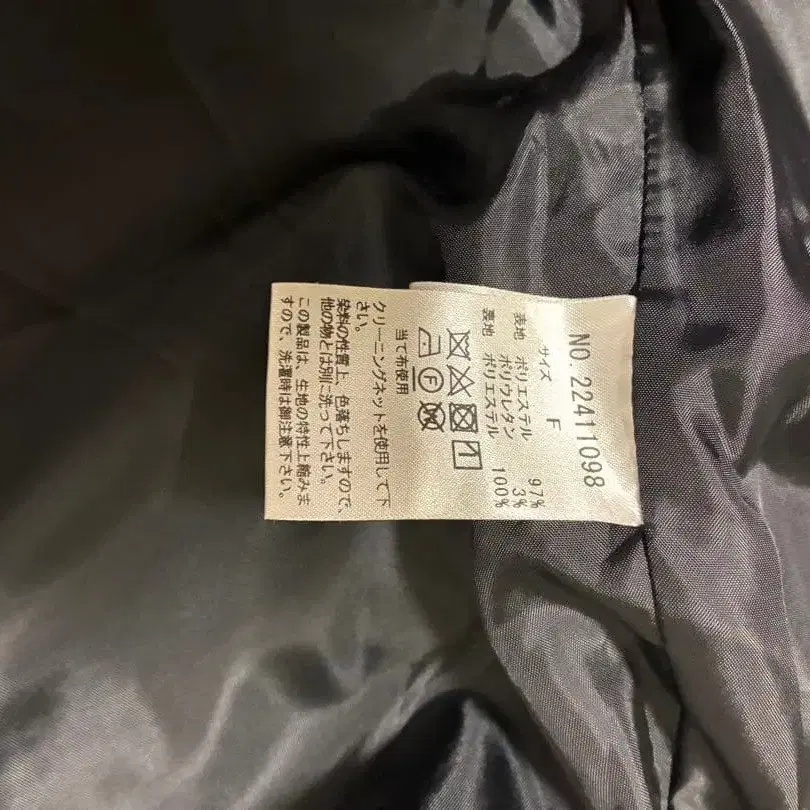 NO. 22411098
サイズ F
表地 ポリエステル 97%
ポリウレタン 3%
裏地 ポリエステル 100%
当て布使用
クリーニングネットを使用して下
さい。
染料の性質上、色落ちしますので、
他の物とは別に洗って下さい。
この製品は、生地の特性上縮みま
すので、洗濯時は御注意下さい。